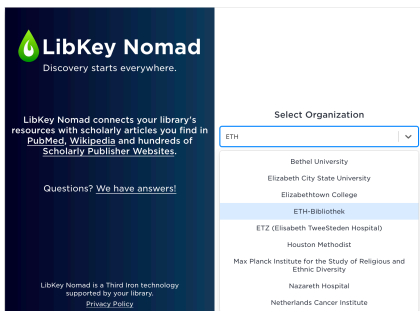 LibKey Nomad
Discovery starts everywhere.
LibKey Nomad connects your library's
resources with scholarly articles you find in
PubMed, Wikipedia and hundreds of
Scholarly Publisher Websites.
Questions? We have answers!
LibKey Nomad is a Third Iron technology
supported by your library.
Privacy Policy
Select Organization
ETH
Bethel University
Elizabeth City State University
Elizabethtown College
ETH-Bibliothek
ETZ (Elisabeth TweeSteden Hospital)
Houston Methodist
Max Planck Institute for the Study of Religious and
Ethnic Diversity
Nazareth Hospital
Netherlands Cancer Institute